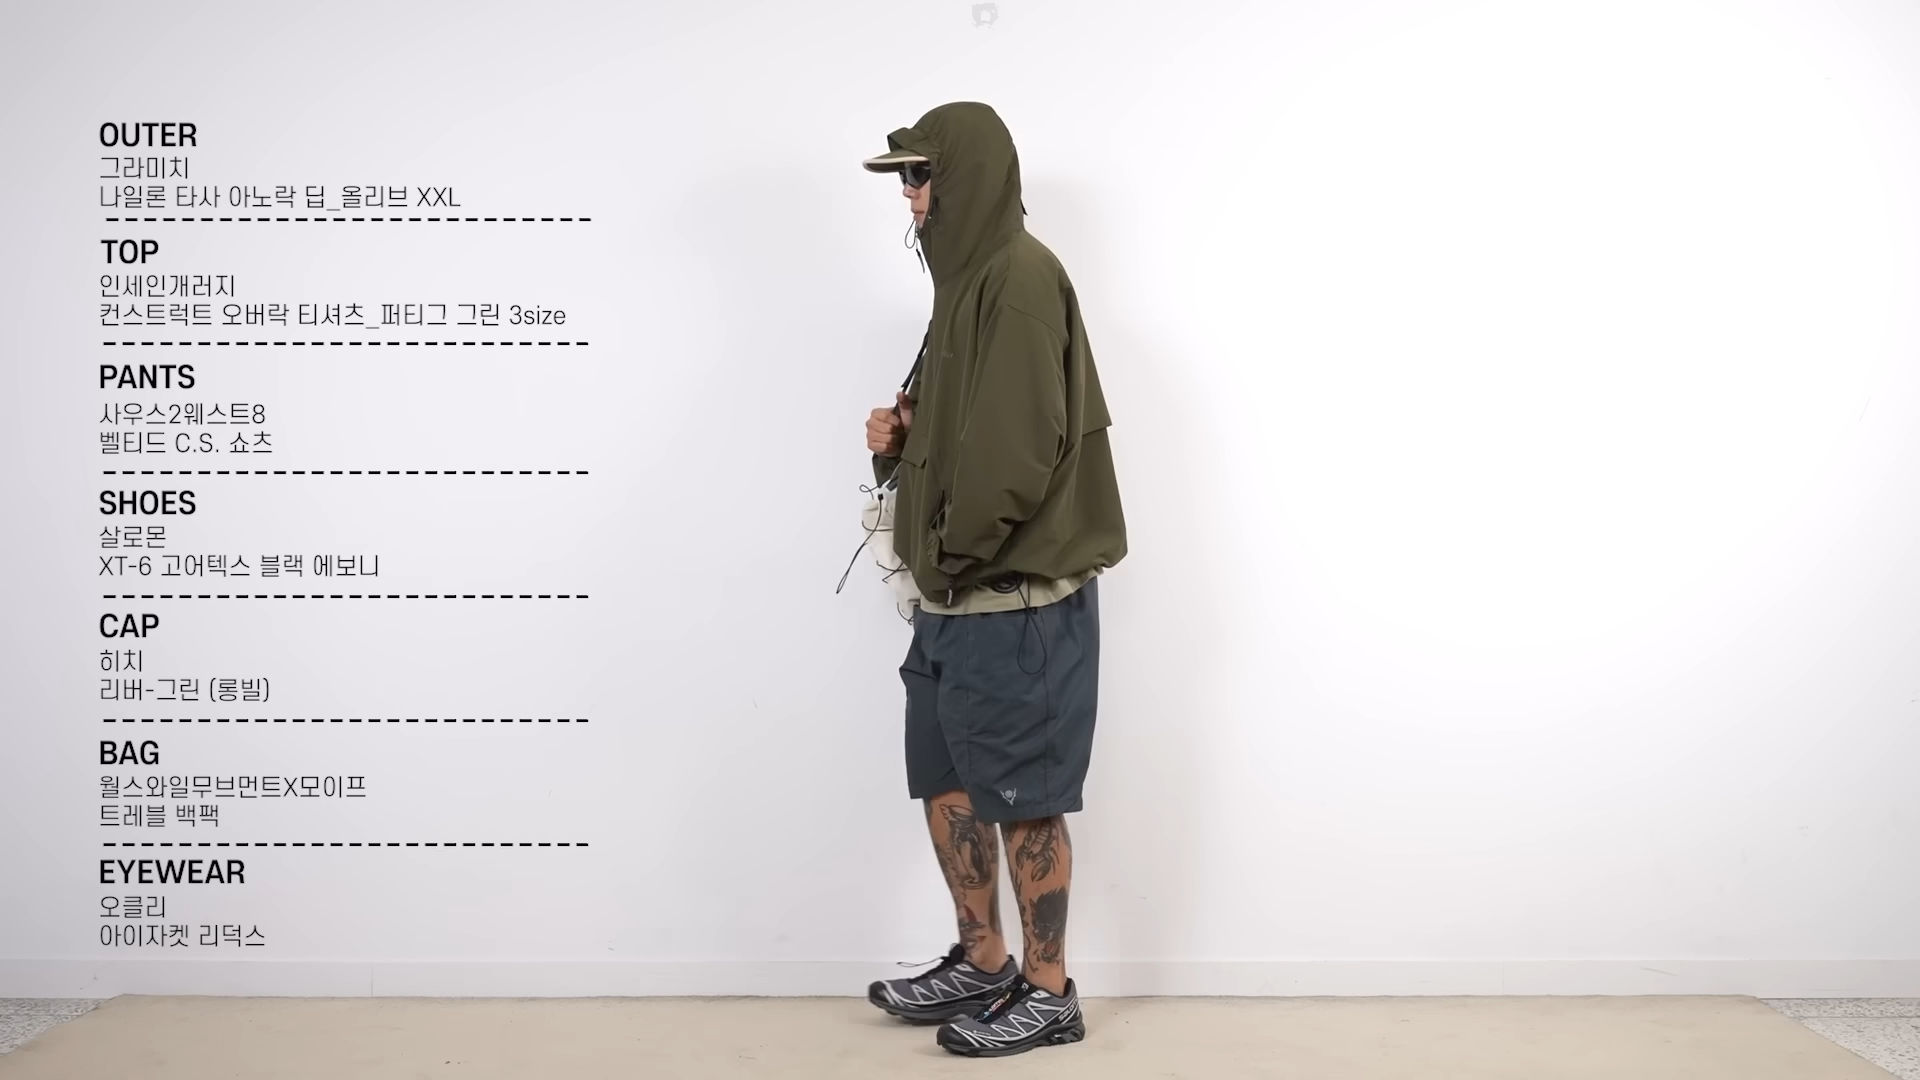 OUTER
그라미치
나일론 타사 아노락 딥_올리브 XXL
TOP
인세인개러지
컨스트럭트 오버락 티셔츠_퍼티그 그린 3size
PANTS
사우스2웨스트8
벨티드 C.S. 쇼츠
SHOES
살로몬
XT-6 고어텍스 블랙 에보니
CAP
히치
리버-그린 (롱빌)
BAG
월스와일무브먼트X모이프
트레블 백팩
EYEWEAR
오클리
아이자켓 리덕스